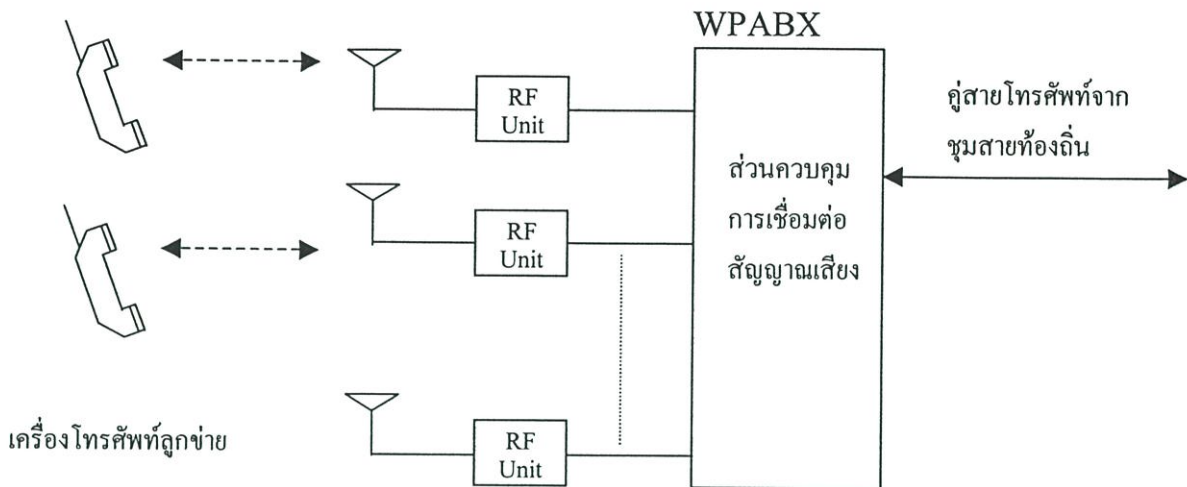 WPABX
RF
Unit
คู่สายโทรศัพท์จาก
ชุมสายท้องถิ่น
ส่วนควบคุม
การเชื่อมต่อ
สัญญาณเสียง
RF
Unit
เครื่องโทรศัพท์ลูกข่าย
RF
Unit